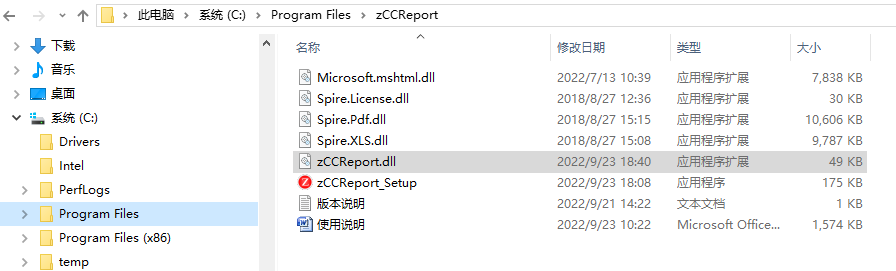 此电脑 > 系统 (C:) > Program Files > zCCReport
下载
音乐
桌面
系统 (C:)
Drivers
Intel
PerfLogs
Program Files
Program Files (x86)
temp
名称 修改日期 类型 大小
Microsoft.mshtml.dll 2022/7/13 10:39 应用程序扩展 7,838 KB
Spire.License.dll 2018/8/27 12:36 应用程序扩展 30 KB
Spire.Pdf.dll 2018/8/27 15:15 应用程序扩展 10,606 KB
Spire.XLS.dll 2018/8/27 15:08 应用程序扩展 9,787 KB
zCCReport.dll 2022/9/23 18:40 应用程序扩展 49 KB
zCCReport_Setup 2022/9/23 18:08 应用程序 175 KB
版本说明 2022/9/21 14:22 文本文档 1 KB
使用说明 2022/9/23 10:22 Microsoft Office... 1,574 KB